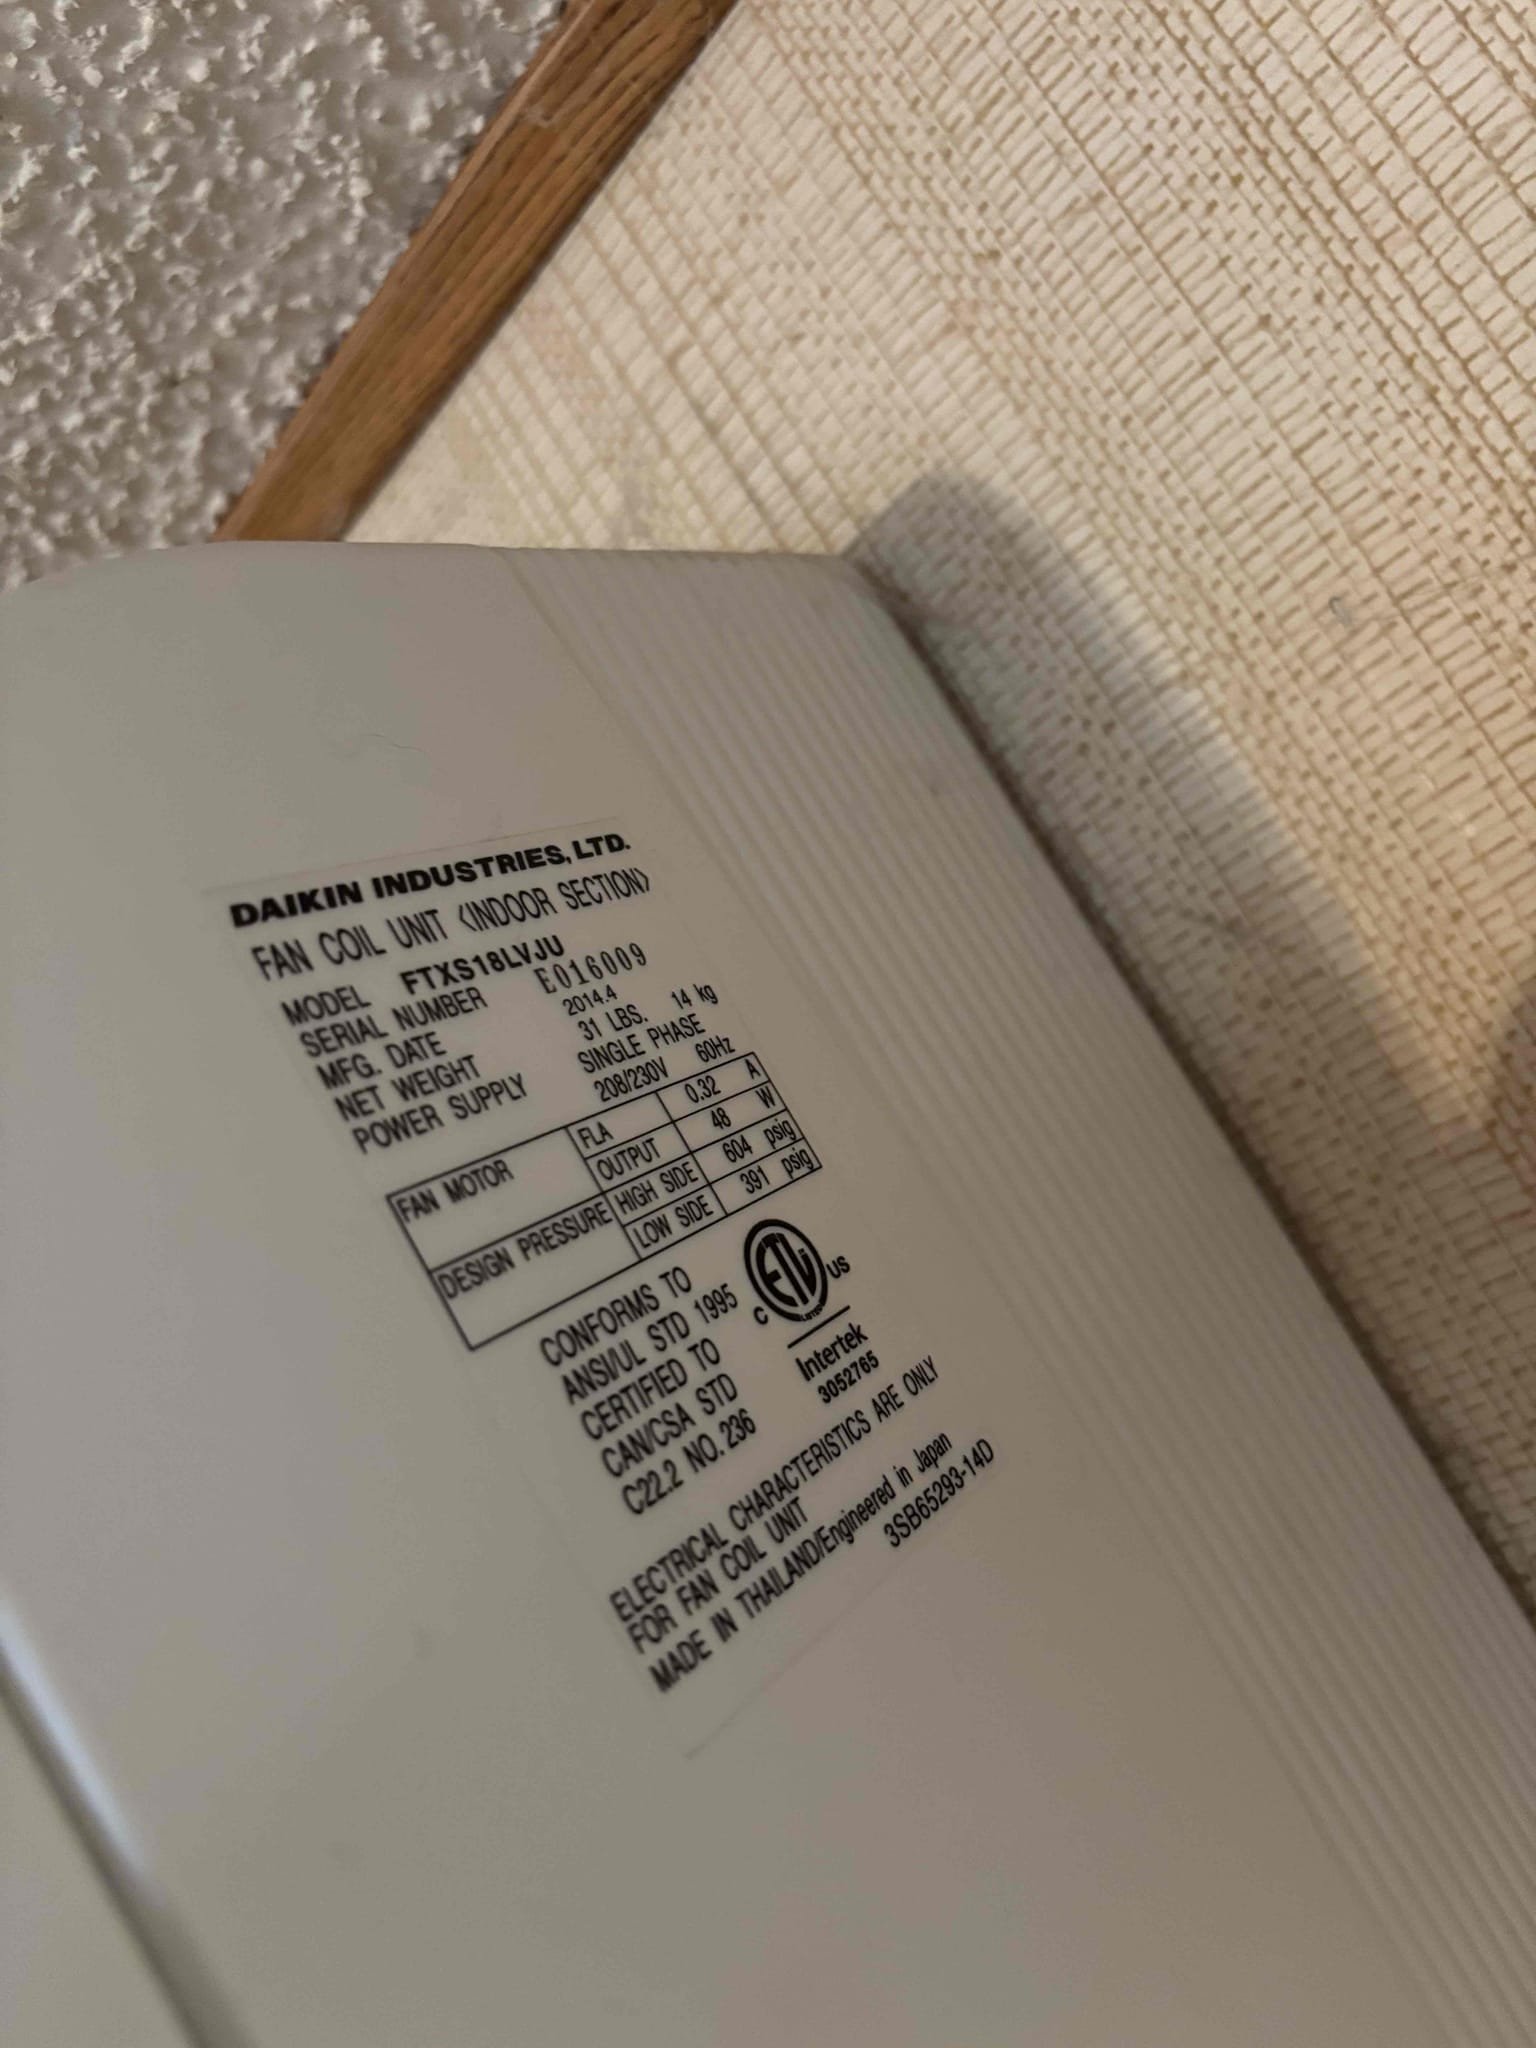 DAIKIN INDUSTRIES, LTD.
FAN COIL UNIT <INDOOR SECTION>
MODEL FTXS18LVJU
SERIAL NUMBER E016009
MFG. DATE 2014.4
NET WEIGHT 31 LBS. 14 kg
POWER SUPPLY SINGLE PHASE
208/230V 60Hz
FAN MOTOR FLA 0.32 A
OUTPUT 48 W
DESIGN PRESSURE HIGH SIDE 604 psig
LOW SIDE 391 psig
CONFORMS TO
ANSI/UL STD 1995
CERTIFIED TO
CAN/CSA STD
C22.2 NO. 236
C ETL US
LISTED
Intertek
3052765
ELECTRICAL CHARACTERISTICS ARE ONLY
FOR FAN COIL UNIT
MADE IN THAILAND/Engineered in Japan
3SB65293-14D